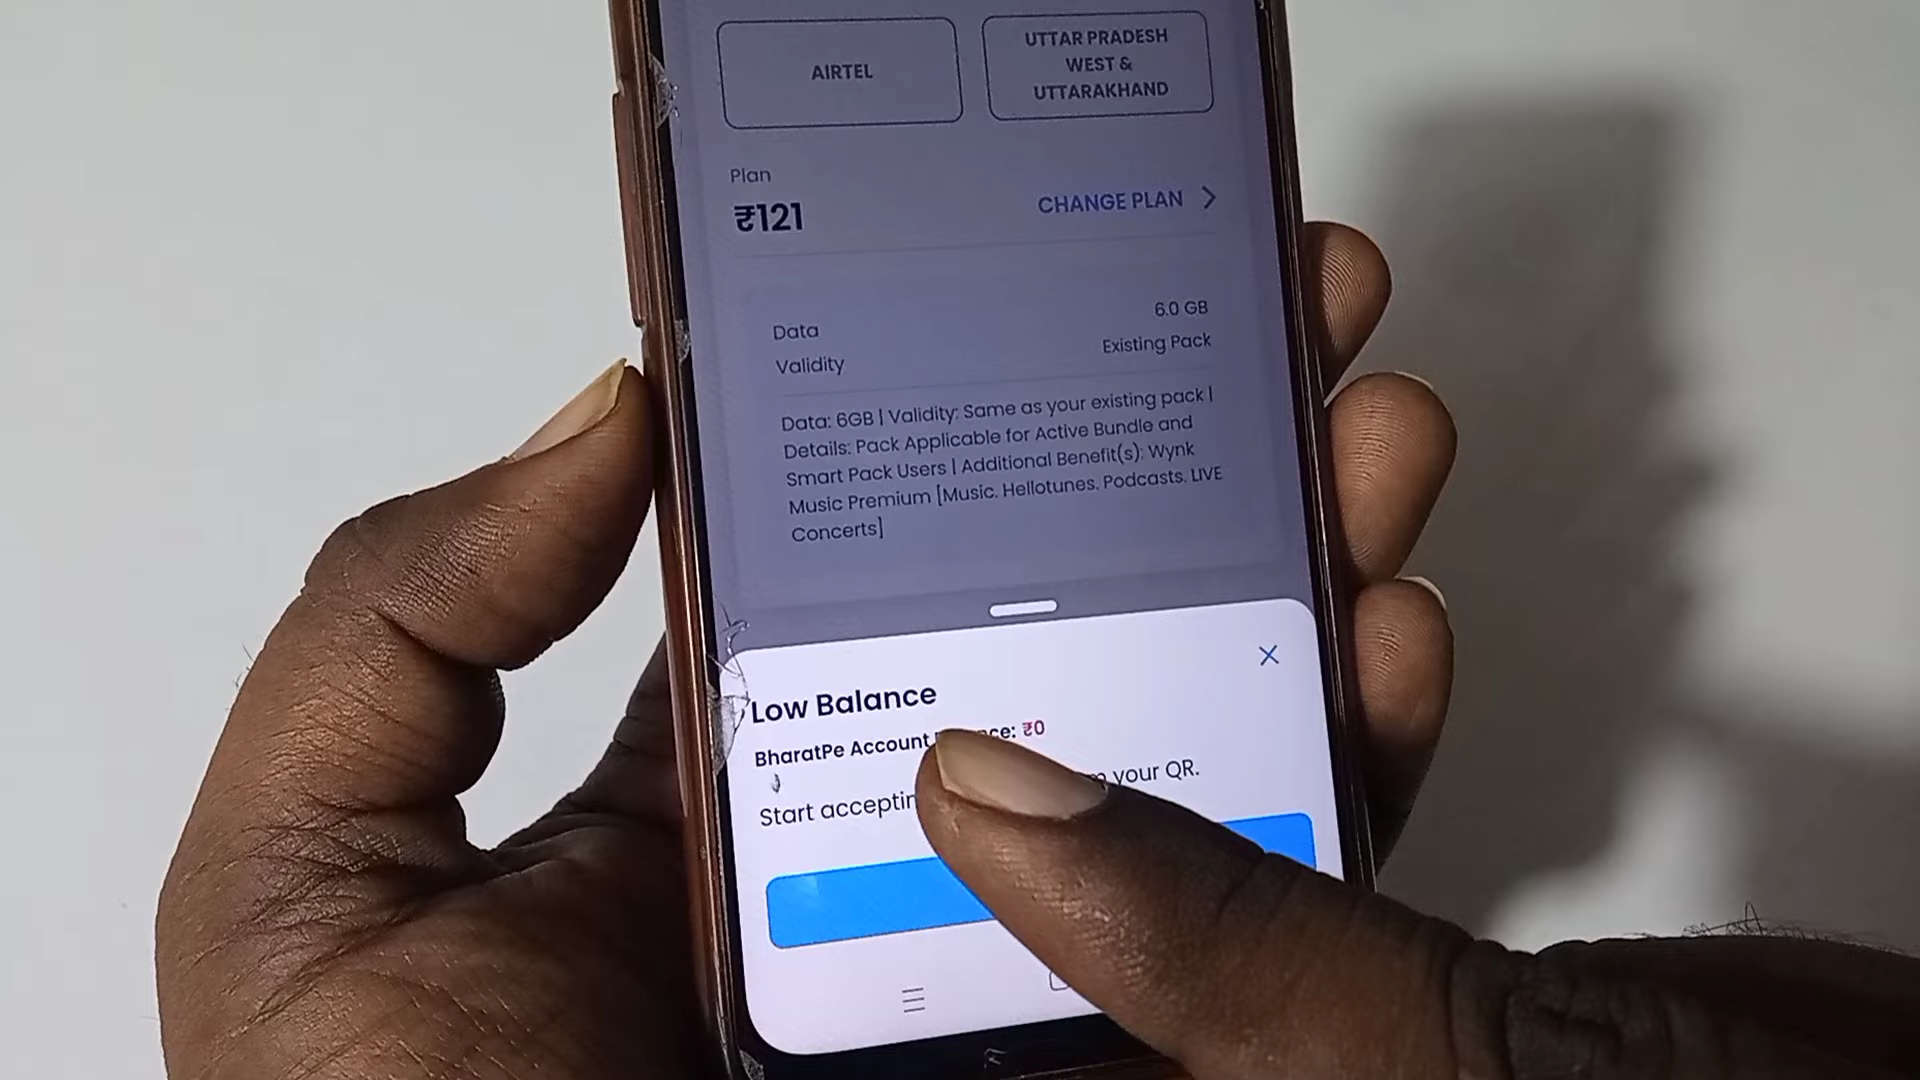 AIRTEL
UTTAR PRADESH
WEST &
UTTARAKHAND
Plan
₹121
CHANGE PLAN
Data
6.0 GB
Validity
Existing Pack
Data: 6GB | Validity: Same as your existing pack |
Details: Pack Applicable for Active Bundle and
Smart Pack Users | Additional Benefit(s): Wynk
Music Premium [Music. Hellotunes. Podcasts. LIVE
Concerts]
Low Balance
BharatPe Account ₹0
Start your QR.